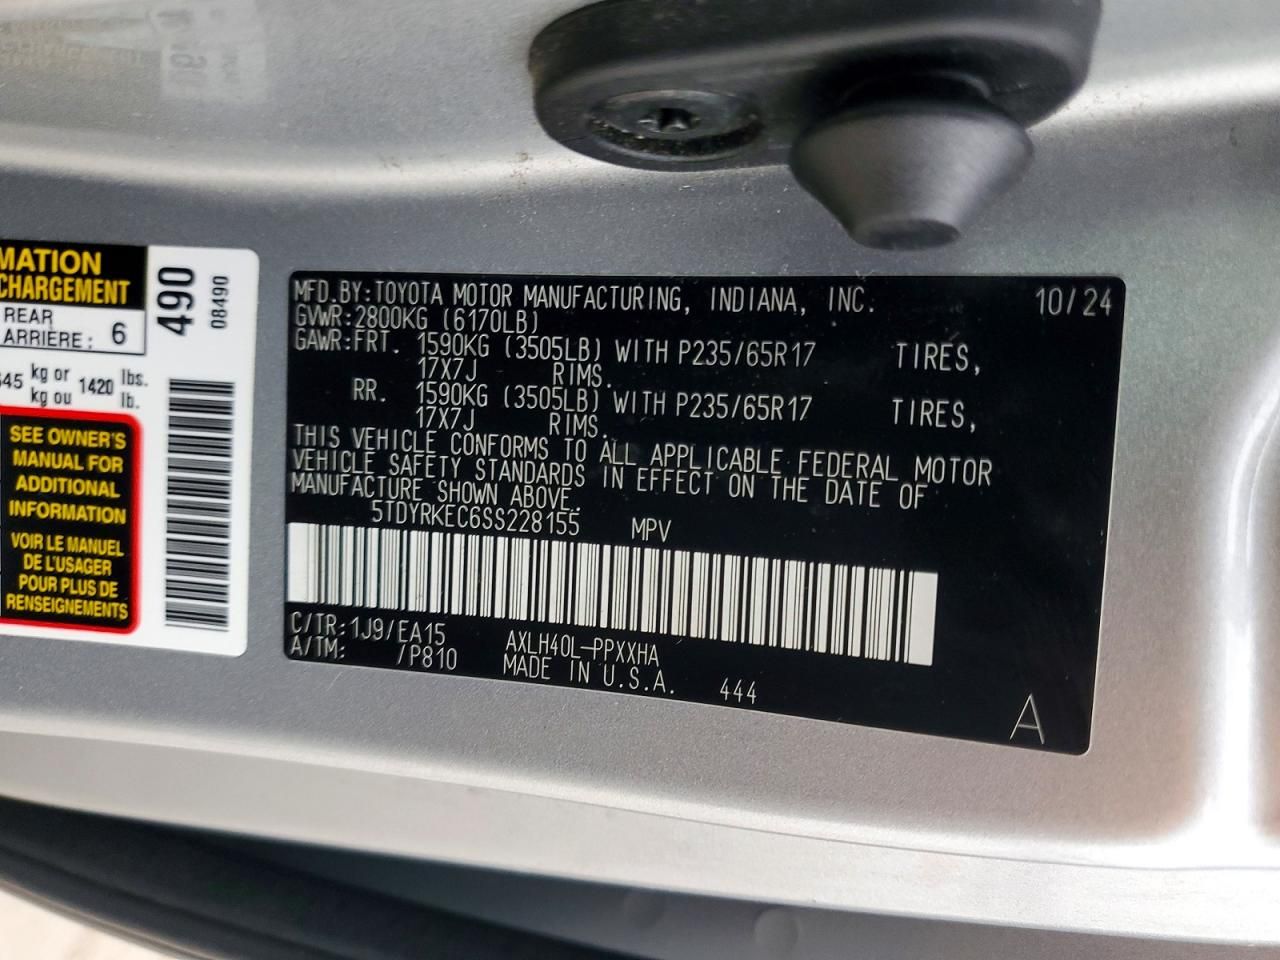 MATION
CHARGEMENT
REAR
ARRIÈRE: 6
kg or 1420 lbs.
kg ou lb.
SEE OWNER'S
MANUAL FOR
ADDITIONAL
INFORMATION
VOIR LE MANUEL
DE L'USAGER
POUR PLUS DE
RENSEIGNEMENTS
490
08490
MFD.BY:TOYOTA MOTOR MANUFACTURING, INDIANA, INC. 10/24
GVWR:2800KG (6170LB)
GAWR:FRT. 1590KG (3505LB) WITH P235/65R17 TIRES,
17X7J RIMS.
RR. 1590KG (3505LB) WITH P235/65R17 TIRES,
17X7J RIMS.
THIS VEHICLE CONFORMS TO ALL APPLICABLE FEDERAL MOTOR
VEHICLE SAFETY STANDARDS IN EFFECT ON THE DATE OF
MANUFACTURE SHOWN ABOVE.
5TDYRKEC6SS228155 MPV
C/TR:1J9/EA15 AXLH40L-PPXXHA
A/TM: /P810 MADE IN U.S.A. 444
A